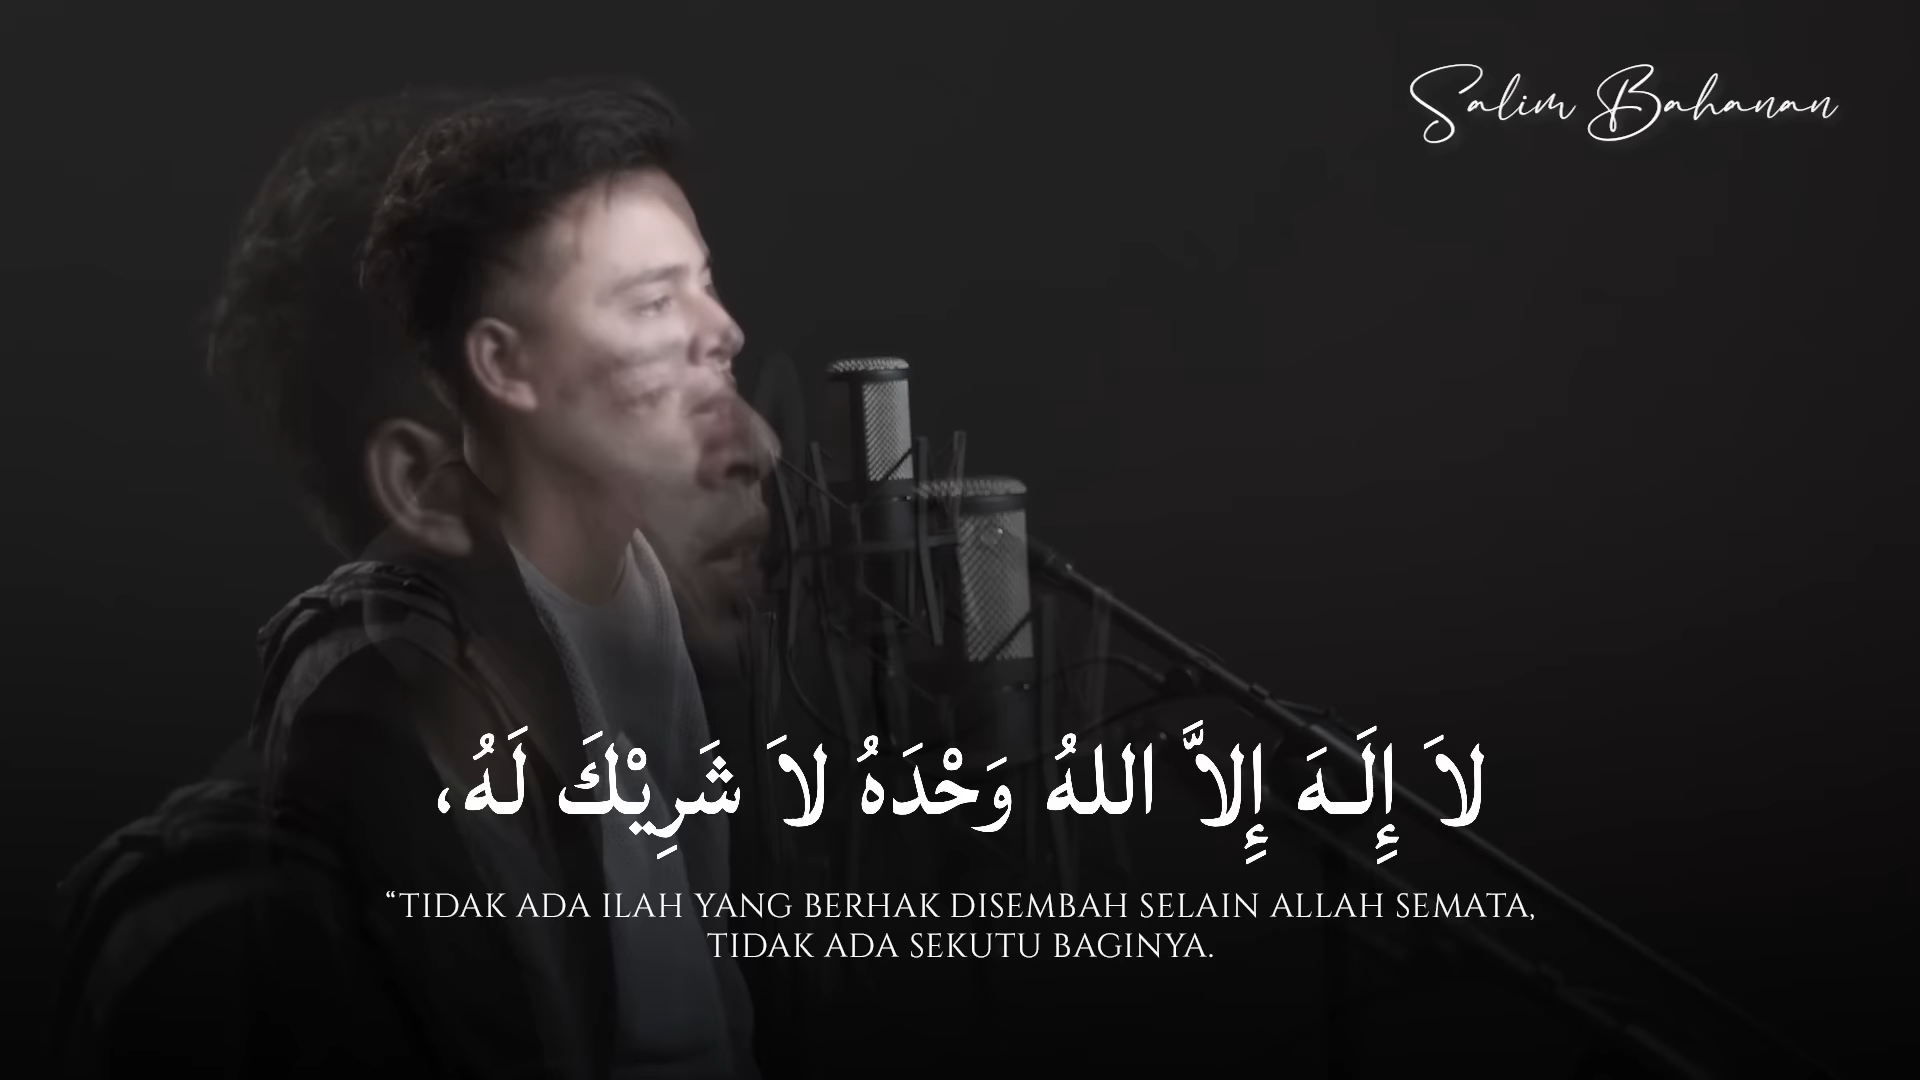 Salim Bahanan
لاَ إِلَـهَ إِلاَّ اللهُ وَحْدَهُ لاَ شَرِيْكَ لَهُ،
“TIDAK ADA ILAH YANG BERHAK DISEMBAH SELAIN ALLAH SEMATA,
TIDAK ADA SEKUTU BAGINYA.